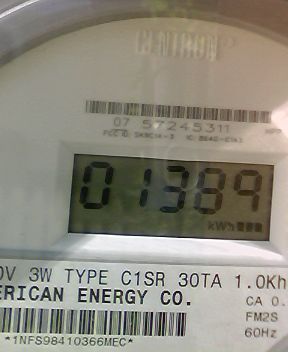 CENTRON
07 57245311
01389
kWh
0V 3W TYPE C1SR 30TA 1.0Kh
ERICAN ENERGY CO.
CA 0.
FM2S
60Hz
*1NFS98410366MEC*